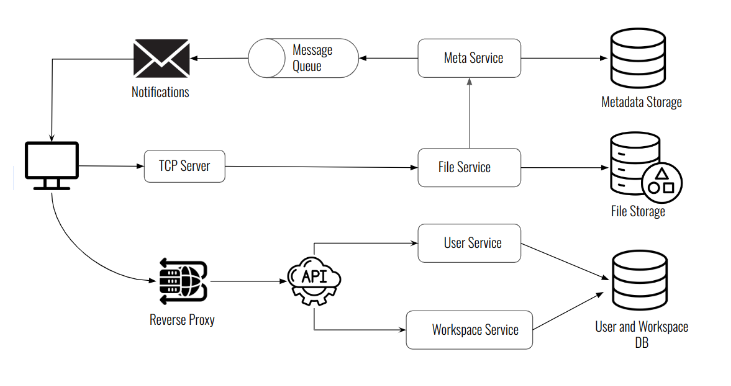 Message
Queue
Meta Service
Notifications
Metadata Storage
TCP Server
File Service
File Storage
User Service
API
Reverse Proxy
Workspace Service
User and Workspace
DB